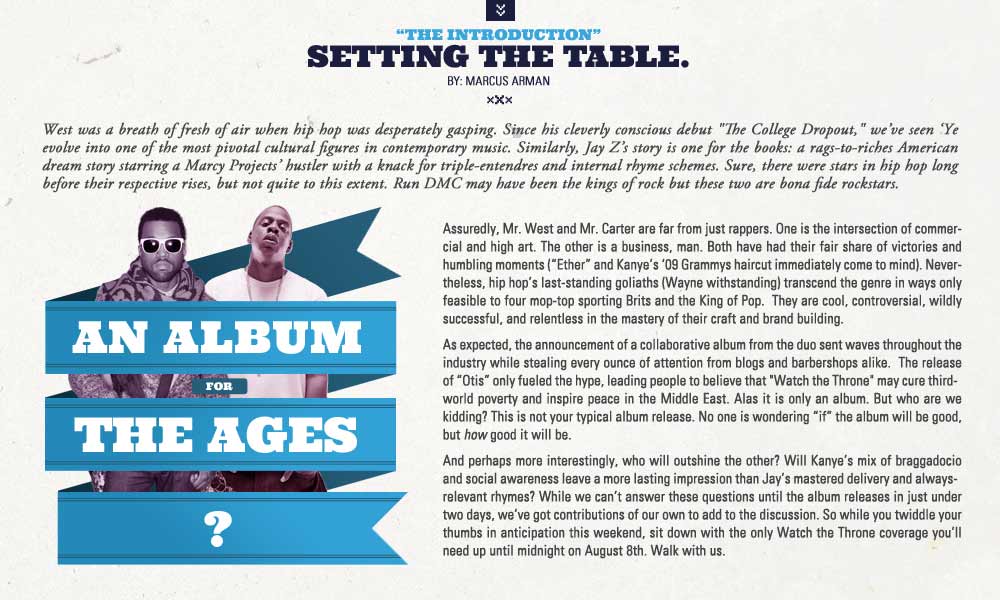 “THE INTRODUCTION”
SETTING THE TABLE.
BY: MARCUS ARMAN
West was a breath of fresh of air when hip hop was desperately gasping. Since his cleverly conscious debut "The College Dropout," we’ve seen ‘Ye
evolve into one of the most pivotal cultural figures in contemporary music. Similarly, Jay Z’s story is one for the books: a rags-to-riches American
dream story starring a Marcy Projects’ hustler with a knack for triple-entendres and internal rhyme schemes. Sure, there were stars in hip hop long
before their respective rises, but not quite to this extent. Run DMC may have been the kings of rock but these two are bona fide rockstars.
AN ALBUM
FOR
THE AGES
?
Assuredly, Mr. West and Mr. Carter are far from just rappers. One is the intersection of commer-
cial and high art. The other is a business, man. Both have had their fair share of victories and
humbling moments (“Ether” and Kanye’s ‘09 Grammys haircut immediately come to mind). Never-
theless, hip hop’s last-standing goliaths (Wayne withstanding) transcend the genre in ways only
feasible to four mop-top sporting Brits and the King of Pop. They are cool, controversial, wildly
successful, and relentless in the mastery of their craft and brand building.
As expected, the announcement of a collaborative album from the duo sent waves throughout the
industry while stealing every ounce of attention from blogs and barbershops alike. The release
of “Otis” only fueled the hype, leading people to believe that "Watch the Throne" may cure third-
world poverty and inspire peace in the Middle East. Alas it is only an album. But who are we
kidding? This is not your typical album release. No one is wondering “if” the album will be good,
but how good it will be.
And perhaps more interestingly, who will outshine the other? Will Kanye’s mix of braggadocio
and social awareness leave a more lasting impression than Jay’s mastered delivery and always-
relevant rhymes? While we can’t answer these questions until the album releases in just under
two days, we’ve got contributions of our own to add to the discussion. So while you twiddle your
thumbs in anticipation this weekend, sit down with the only Watch the Throne coverage you’ll
need up until midnight on August 8th. Walk with us.